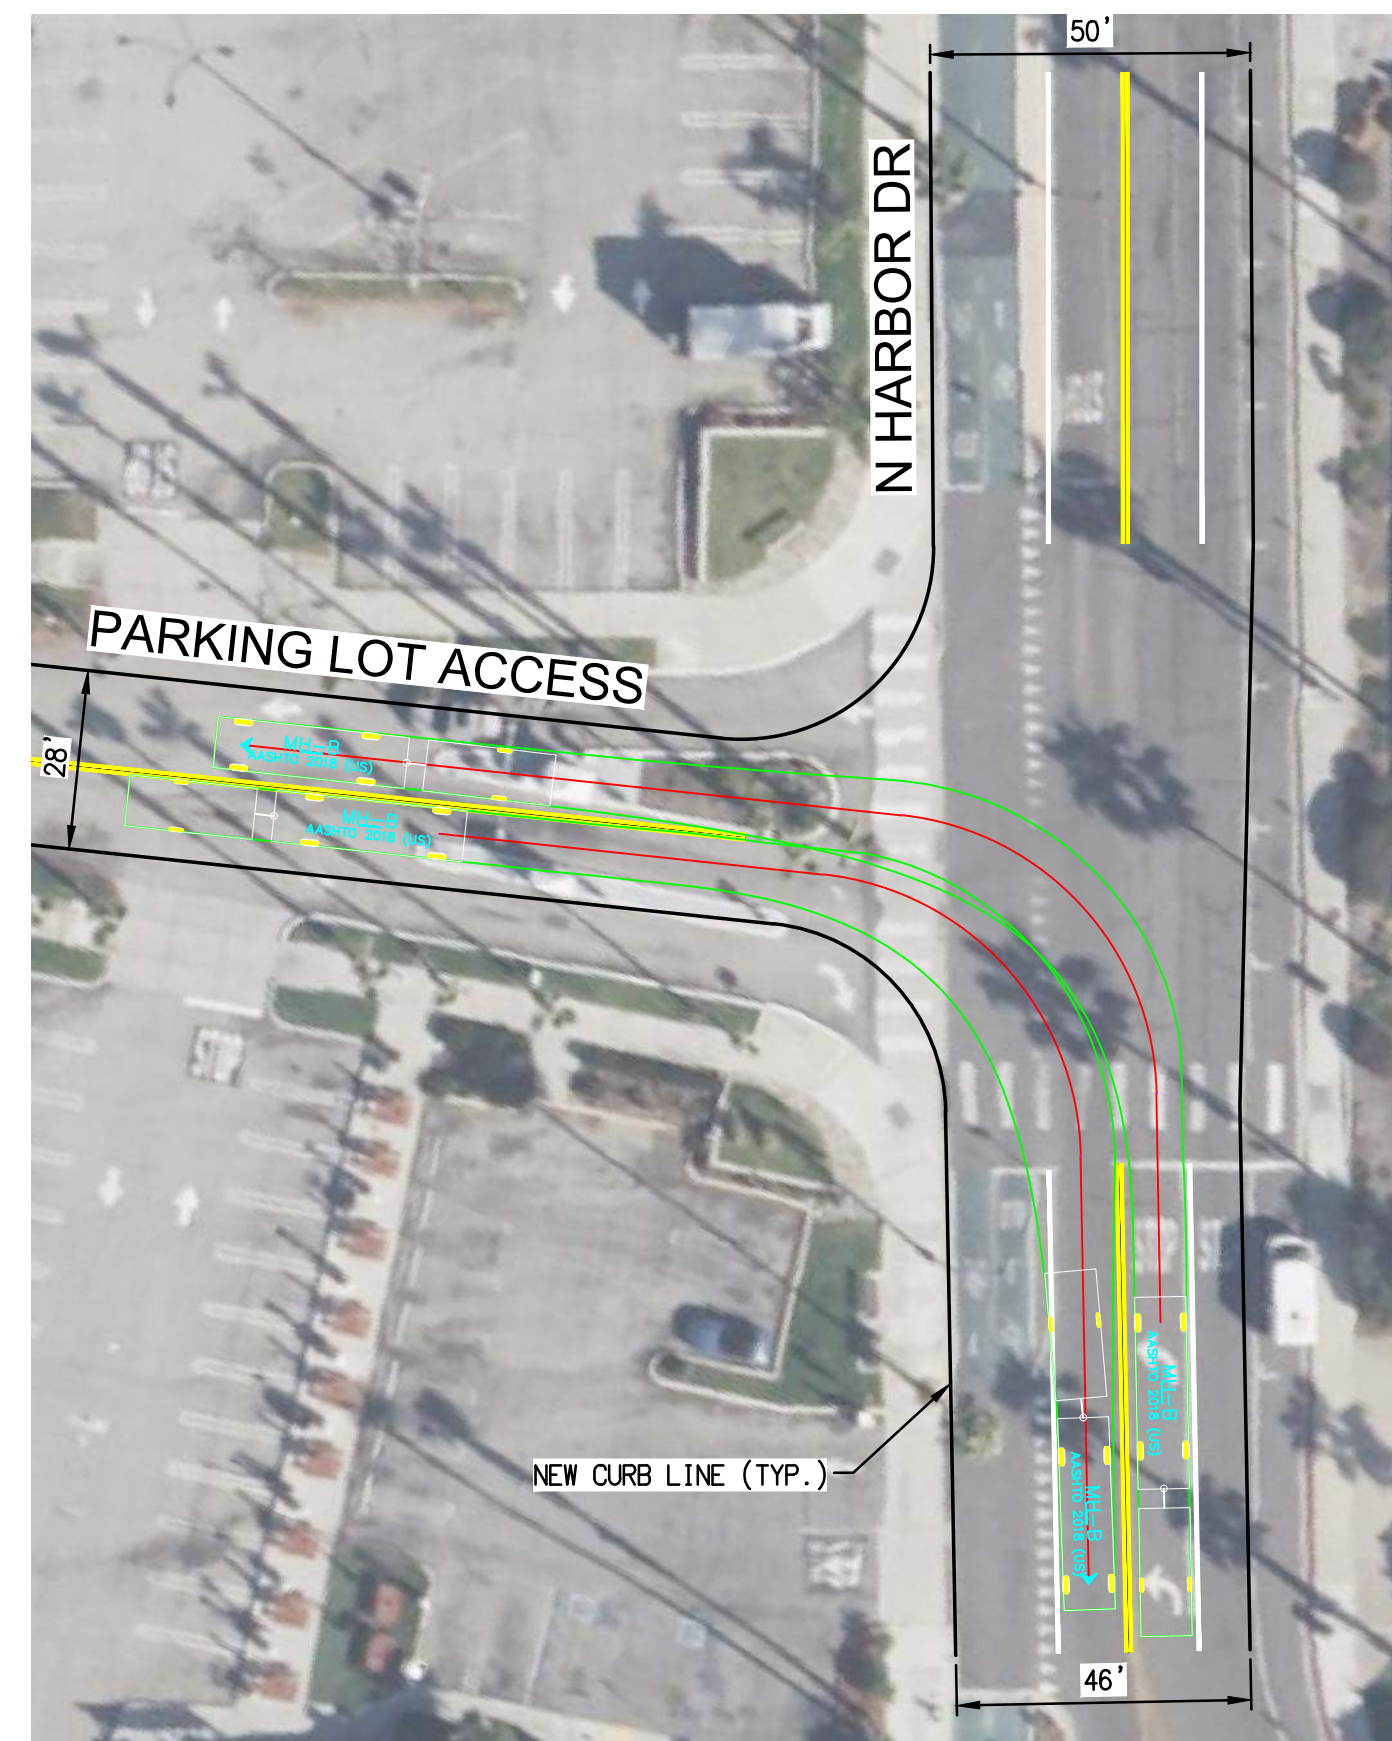 50'
N HARBOR DR
PARKING LOT ACCESS
28'
MH-B
AASHTO 2018 (US)
MH-B
AASHTO 2018 (US)
MH-B
AASHTO 2018 (US)
MH-B
AASHTO 2018 (US)
NEW CURB LINE (TYP.)
46'